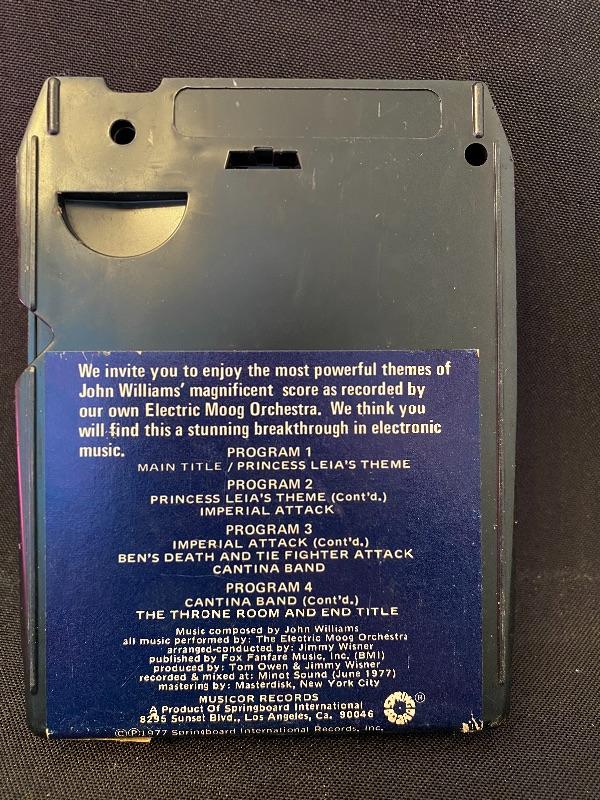 We invite you to enjoy the most powerful themes of
John Williams' magnificent score as recorded by
our own Electric Moog Orchestra. We think you
will find this a stunning breakthrough in electronic
music.
PROGRAM 1
MAIN TITLE / PRINCESS LEIA'S THEME
PROGRAM 2
PRINCESS LEIA'S THEME (Cont'd.)
IMPERIAL ATTACK
PROGRAM 3
IMPERIAL ATTACK (Cont'd.)
BEN'S DEATH AND TIE FIGHTER ATTACK
CANTINA BAND
PROGRAM 4
CANTINA BAND (Cont'd.)
THE THRONE ROOM AND END TITLE
Music composed by John Williams
all music performed by: The Electric Moog Orchestra
arranged-conducted by: Jimmy Wisner
published by Fox Fanfare Music, Inc. (BMI)
produced by: Tom Owen & Jimmy Wisner
recorded & mixed at: Minot Sound (June 1977)
mastering by: Masterdisk, New York City
MUSICOR RECORDS
A Product Of Springboard International
8295 Sunset Blvd., Los Angeles, Ca. 90046
®
©℗1977 Springboard International Records, Inc.